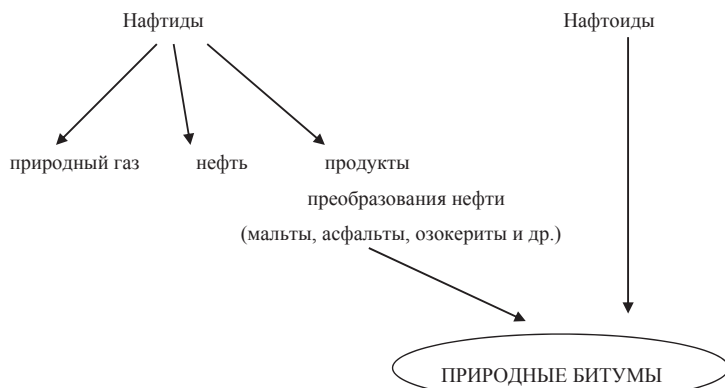 Нафтиды
Нафтоиды
природный газ
нефть
продукты
преобразования нефти
(мальты, асфальты, озокериты и др.)
ПРИРОДНЫЕ БИТУМЫ